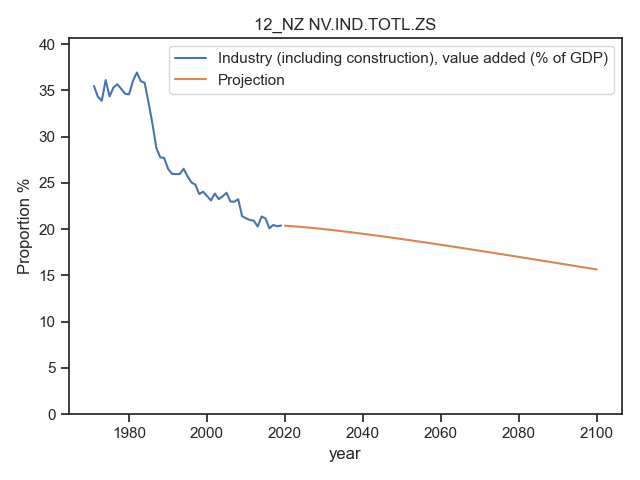 12_NZ NV.IND.TOTL.ZS
Industry (including construction), value added (% of GDP)
Projection
Proportion %
40
35
30
25
20
15
10
5
0
1980 2000 2020 2040 2060 2080 2100
year